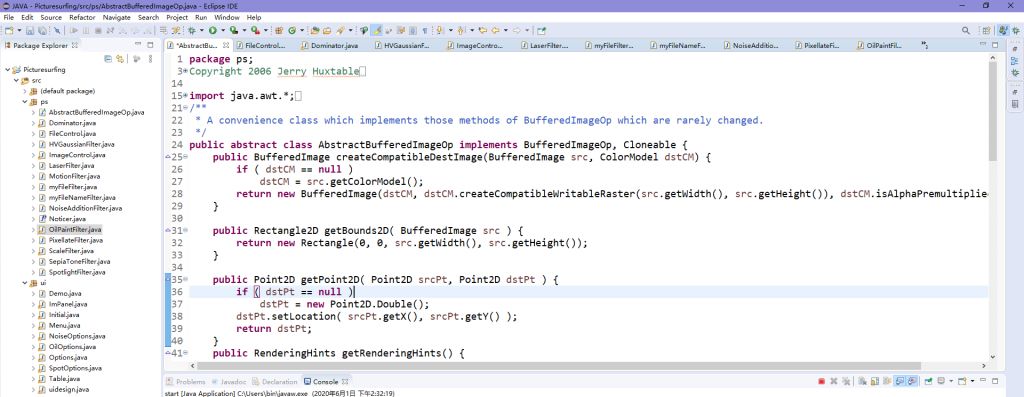 JAVA - Picturesurfing/src/ps/AbstractBufferedImageOp.java - Eclipse IDE
File Edit Source Refactor Navigate Search Project Run Window Help
Package Explorer
*AbstractBu... FileControl.... Dominator.java HVGaussianF... ImageContro... LaserFilter.... myFileFilter... myFileNameF... NoiseAdditio... PixellateFi... OilPaintFil...
Picturesurfing
src
(default package)
ps
AbstractBufferedImageOp.java
Dominator.java
FileControl.java
HVGaussianFilter.java
ImageControl.java
LaserFilter.java
MotionFilter.java
myFileFilter.java
myFileNameFilter.java
NoiseAdditionFilter.java
Noticer.java
OilPaintFilter.java
PixellateFilter.java
ScaleFilter.java
SepiaToneFilter.java
SpotlightFilter.java
ui
Demo.java
ImPanel.java
Initial.java
Menu.java
NoiseOptions.java
OilOptions.java
Options.java
SpotOptions.java
Table.java
uidesign.java
1 package ps;
3 Copyright 2006 Jerry Huxtable
14
15 import java.awt.*;
21 /**
22 * A convenience class which implements those methods of BufferedImageOp which are rarely changed.
23 */
24 public abstract class AbstractBufferedImageOp implements BufferedImageOp, Cloneable {
25 public BufferedImage createCompatibleDestImage(BufferedImage src, ColorModel dstCM) {
26 if ( dstCM == null )
27 dstCM = src.getColorModel();
28 return new BufferedImage(dstCM, dstCM.createCompatibleWritableRaster(src.getWidth(), src.getHeight()), dstCM.isAlphaPremultiplie
29 }
30
31 public Rectangle2D getBounds2D( BufferedImage src ) {
32 return new Rectangle(0, 0, src.getWidth(), src.getHeight());
33 }
34
35 public Point2D getPoint2D( Point2D srcPt, Point2D dstPt ) {
36 if ( dstPt == null )
37 dstPt = new Point2D.Double();
38 dstPt.setLocation( srcPt.getX(), srcPt.getY() );
39 return dstPt;
40 }
41 public RenderingHints getRenderingHints() {
Problems Javadoc Declaration Console
start [Java Application] C:\Users\bin\javaw.exe (2020年6月1日 下午2:32:19)